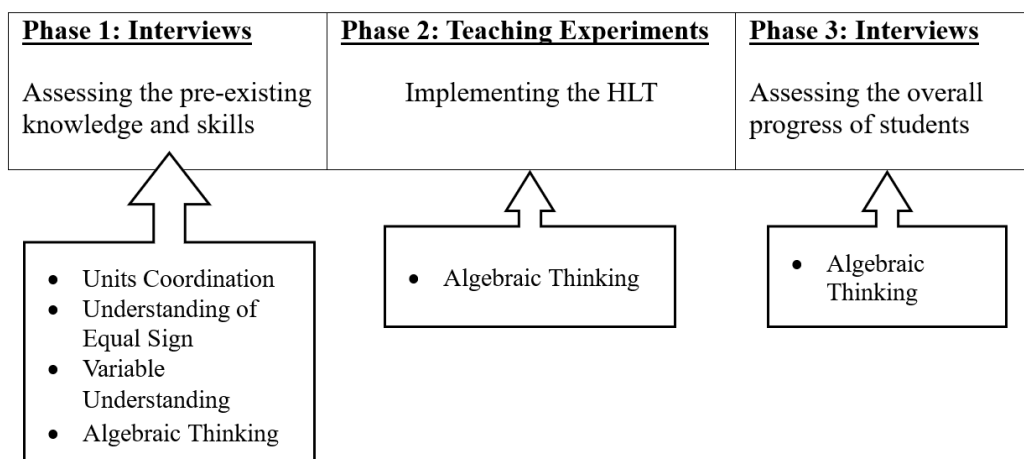 Phase 1: Interviews
Assessing the pre-existing
knowledge and skills
Phase 2: Teaching Experiments
Implementing the HLT
Phase 3: Interviews
Assessing the overall
progress of students
• Units Coordination
• Understanding of
Equal Sign
• Variable
Understanding
• Algebraic Thinking
• Algebraic Thinking
• Algebraic
Thinking